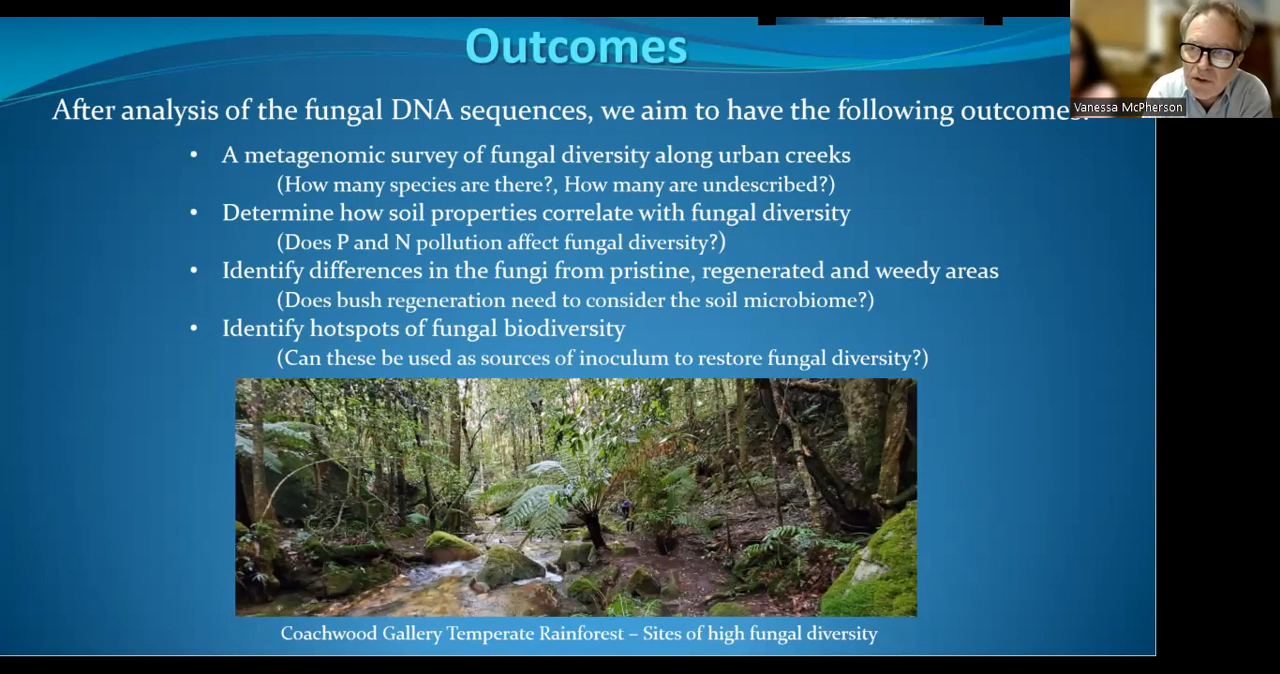 Outcomes
After analysis of the fungal DNA sequences, we aim to have the following outcomes:
• A metagenomic survey of fungal diversity along urban creeks
(How many species are there?, How many are undescribed?)
• Determine how soil properties correlate with fungal diversity
(Does P and N pollution affect fungal diversity?)
• Identify differences in the fungi from pristine, regenerated and weedy areas
(Does bush regeneration need to consider the soil microbiome?)
• Identify hotspots of fungal biodiversity
(Can these be used as sources of inoculum to restore fungal diversity?)
Coachwood Gallery Temperate Rainforest – Sites of high fungal diversity
Vanessa McPherson